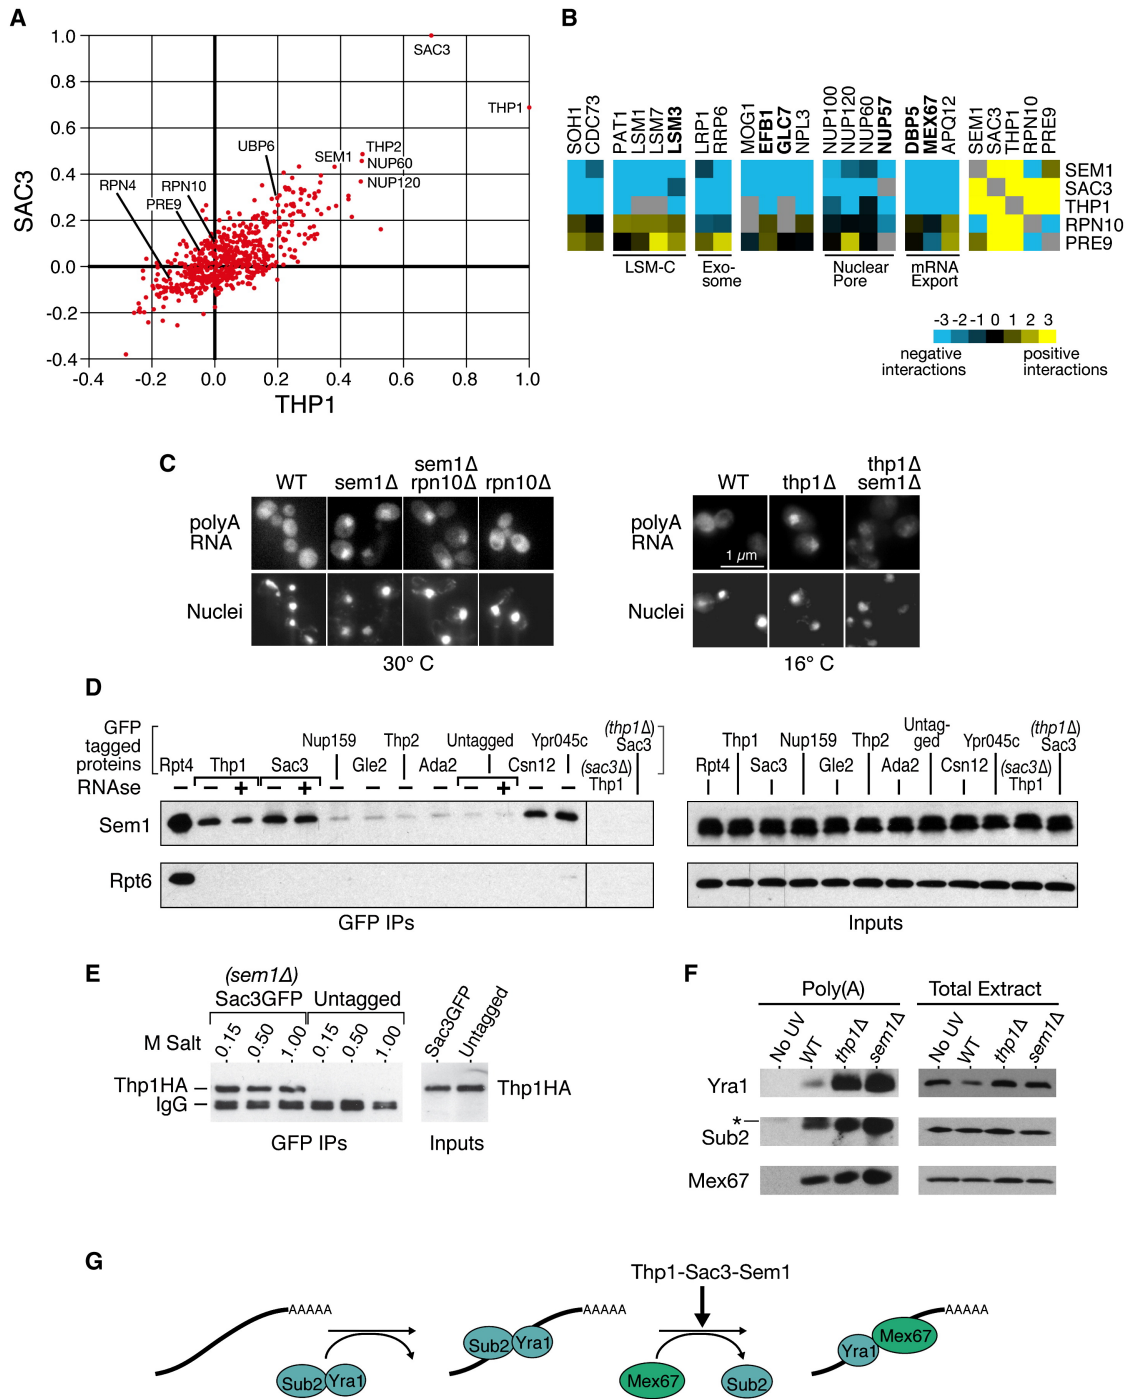 A
1.0
0.8
0.6
0.4
0.2
0.0
-0.2
-0.4
SAC3
SAC3
THP1
UBP6
SEM1
THP2
NUP60
NUP120
RPN4
RPN10
PRE9
-0.4 -0.2 0.0 0.2 0.4 0.6 0.8 1.0
THP1
B
SOH1 CDC73 PAT1 LSM1 LSM7 LSM3 LRP1 RRP6 MOG1 EFB1 GLC7 NPL3 NUP100 NUP120 NUP60 NUP57 DBP5 MEX67 APQ12 SEM1 SAC3 THP1 RPN10 PRE9
SEM1
SAC3
THP1
RPN10
PRE9
LSM-C
Exo-
some
Nuclear
Pore
mRNA
Export
-3 -2 -1 0 1 2 3
negative
interactions
positive
interactions
C
WT sem1Δ sem1Δ rpn10Δ rpn10Δ
WT thp1Δ thp1Δ sem1Δ
polyA
RNA
Nuclei
30° C
polyA
RNA
1 µm
Nuclei
16° C
D
GFP
tagged
proteins
Rpt4 Thp1 Sac3 Nup159 Gle2 Thp2 Ada2 Untagged Csn12 Ypr045c (sac3Δ) Thp1 (thp1Δ) Sac3
RNAse – – + – + – – – – – + – –
Sem1
Rpt6
GFP IPs
Rpt4 Thp1 Sac3 Nup159 Gle2 Thp2 Ada2 Untag-ged Csn12 Ypr045c (sac3Δ) Thp1 (thp1Δ) Sac3
Inputs
E
(sem1Δ)
Sac3GFP Untagged
M Salt 0.15 0.50 1.00 0.15 0.50 1.00
Thp1HA
IgG
GFP IPs
Sac3GFP Untagged
Thp1HA
Inputs
F
Poly(A) Total Extract
No UV WT thp1Δ sem1Δ No UV WT thp1Δ sem1Δ
Yra1
*
Sub2
Mex67
G
Thp1-Sac3-Sem1
AAAAA
AAAAA
AAAAA
Sub2 Yra1
Sub2 Yra1
Mex67
Sub2
Yra1 Mex67